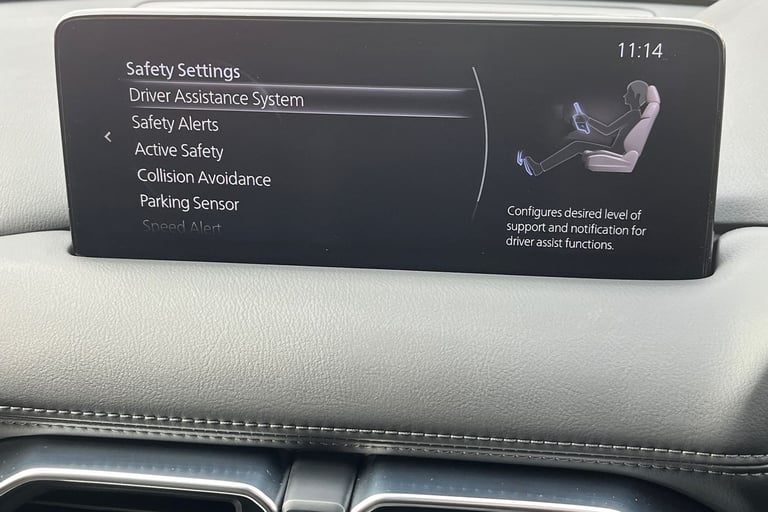 11:14
Safety Settings
Driver Assistance System
Safety Alerts
Active Safety
Collision Avoidance
Parking Sensor
Speed Alert
Configures desired level of
support and notification for
driver assist functions.